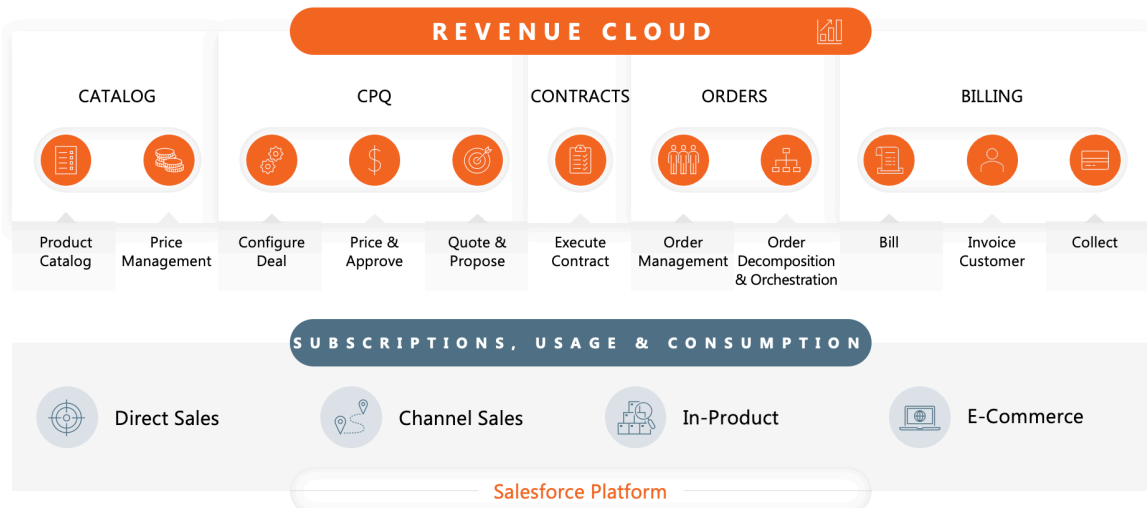 REVENUE CLOUD
CATALOG
CPQ
CONTRACTS
ORDERS
BILLING
Product
Catalog
Price
Management
Configure
Deal
Price &
Approve
Quote &
Propose
Execute
Contract
Order
Management
Order
Decomposition
& Orchestration
Bill
Invoice
Customer
Collect
SUBSCRIPTIONS, USAGE & CONSUMPTION
Direct Sales
Channel Sales
In-Product
E-Commerce
Salesforce Platform